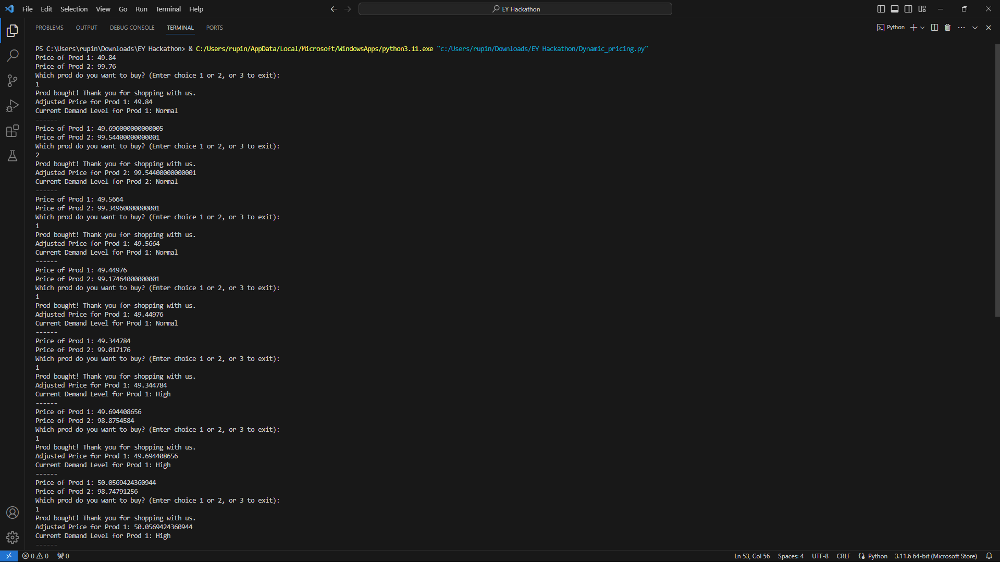 File Edit Selection View Go Run Terminal Help
EY Hackathon
PROBLEMS OUTPUT DEBUG CONSOLE TERMINAL PORTS
Python
PS C:\Users\rupin\Downloads\EY Hackathon> & C:/Users/rupin/AppData/Local/Microsoft/WindowsApps/python3.11.exe "c:/Users/rupin/Downloads/EY Hackathon/Dynamic_pricing.py"
Price of Prod 1: 49.84
Price of Prod 2: 99.76
Which prod do you want to buy? (Enter choice 1 or 2, or 3 to exit):
1
Prod bought! Thank you for shopping with us.
Adjusted Price for Prod 1: 49.84
Current Demand Level for Prod 1: Normal
------
Price of Prod 1: 49.696000000000005
Price of Prod 2: 99.54400000000001
Which prod do you want to buy? (Enter choice 1 or 2, or 3 to exit):
2
Prod bought! Thank you for shopping with us.
Adjusted Price for Prod 2: 99.54400000000001
Current Demand Level for Prod 2: Normal
------
Price of Prod 1: 49.5664
Price of Prod 2: 99.34960000000001
Which prod do you want to buy? (Enter choice 1 or 2, or 3 to exit):
1
Prod bought! Thank you for shopping with us.
Adjusted Price for Prod 1: 49.5664
Current Demand Level for Prod 1: Normal
------
Price of Prod 1: 49.44976
Price of Prod 2: 99.17464000000001
Which prod do you want to buy? (Enter choice 1 or 2, or 3 to exit):
1
Prod bought! Thank you for shopping with us.
Adjusted Price for Prod 1: 49.44976
Current Demand Level for Prod 1: Normal
------
Price of Prod 1: 49.344784
Price of Prod 2: 99.017176
Which prod do you want to buy? (Enter choice 1 or 2, or 3 to exit):
1
Prod bought! Thank you for shopping with us.
Adjusted Price for Prod 1: 49.344784
Current Demand Level for Prod 1: High
------
Price of Prod 1: 49.694408656
Price of Prod 2: 98.8754584
Which prod do you want to buy? (Enter choice 1 or 2, or 3 to exit):
1
Prod bought! Thank you for shopping with us.
Adjusted Price for Prod 1: 49.694408656
Current Demand Level for Prod 1: High
------
Price of Prod 1: 50.0569424360944
Price of Prod 2: 98.74791256
Which prod do you want to buy? (Enter choice 1 or 2, or 3 to exit):
1
Prod bought! Thank you for shopping with us.
Adjusted Price for Prod 1: 50.0569424360944
Current Demand Level for Prod 1: High
------
0 0 0 Ln 53, Col 56 Spaces: 4 UTF-8 CRLF Python 3.11.6 64-bit (Microsoft Store)